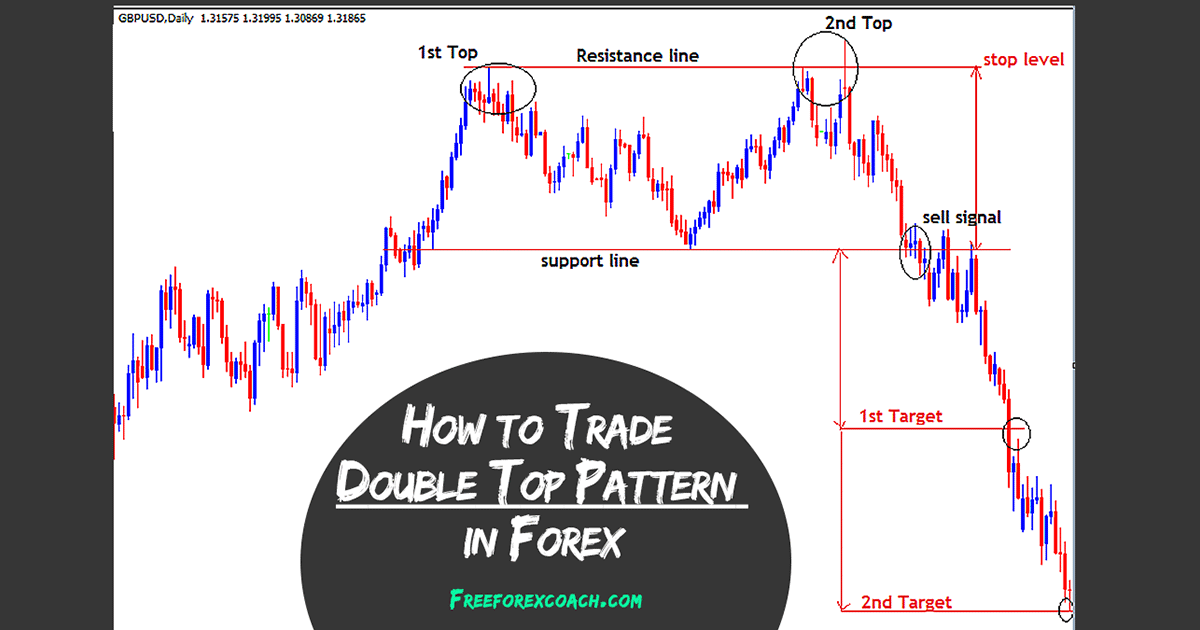 GBPUSD,Daily 1.31575 1.31995 1.30869 1.31865
2nd Top
1st Top
Resistance line
stop level
sell signal
support line
1st Target
How to Trade
Double Top Pattern
in Forex
Freeforexcoach.com
2nd Target